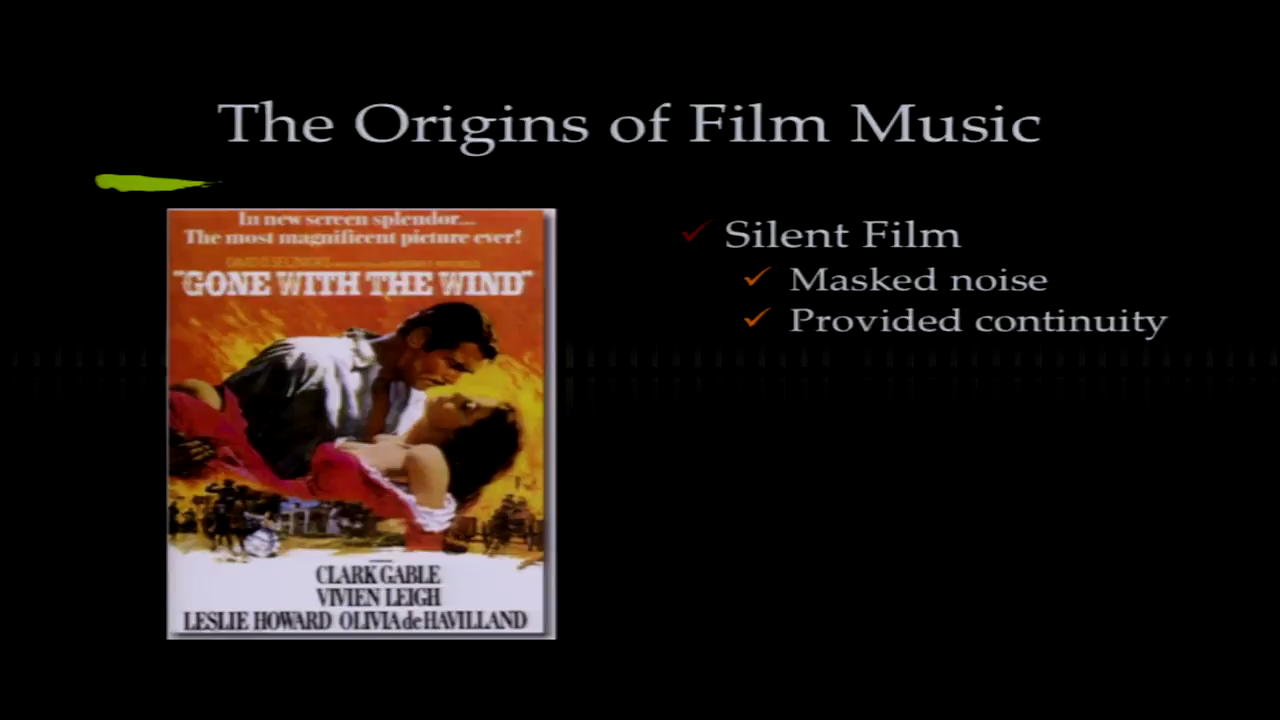 The Origins of Film Music
In new screen splendor...
The most magnificent picture ever!
"GONE WITH THE WIND"
CLARK GABLE
VIVIEN LEIGH
LESLIE HOWARD OLIVIA de HAVILLAND
Silent Film
Masked noise
Provided continuity